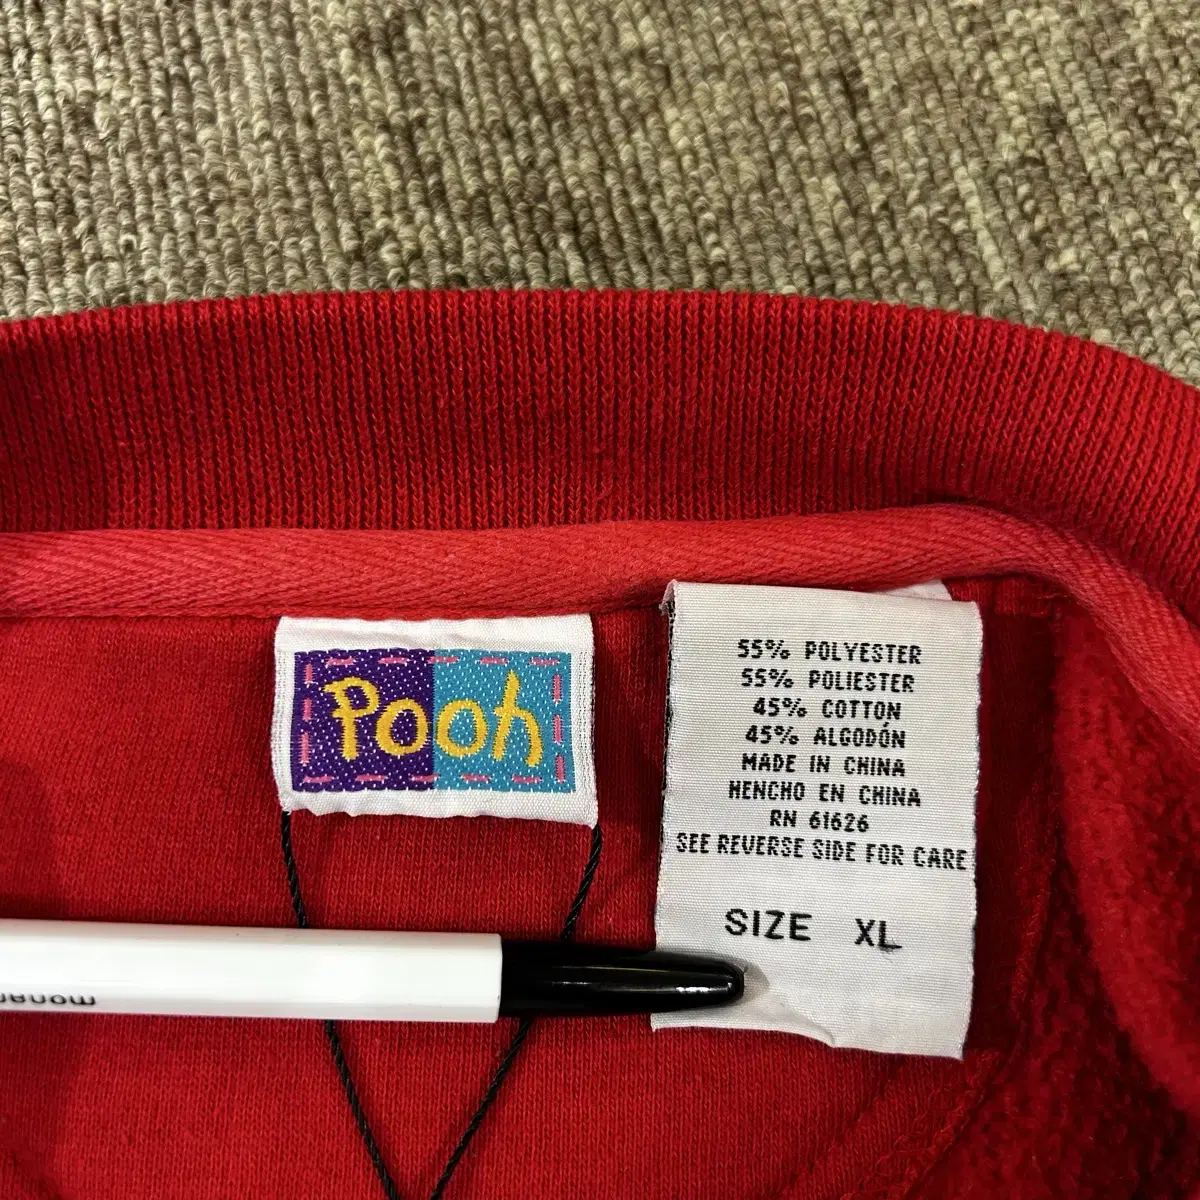 Pooh
55% POLYESTER
55% POLIESTER
45% COTTON
45% ALGODÓN
MADE IN CHINA
HENCHO EN CHINA
RN 61626
SEE REVERSE SIDE FOR CARE
SIZE XL